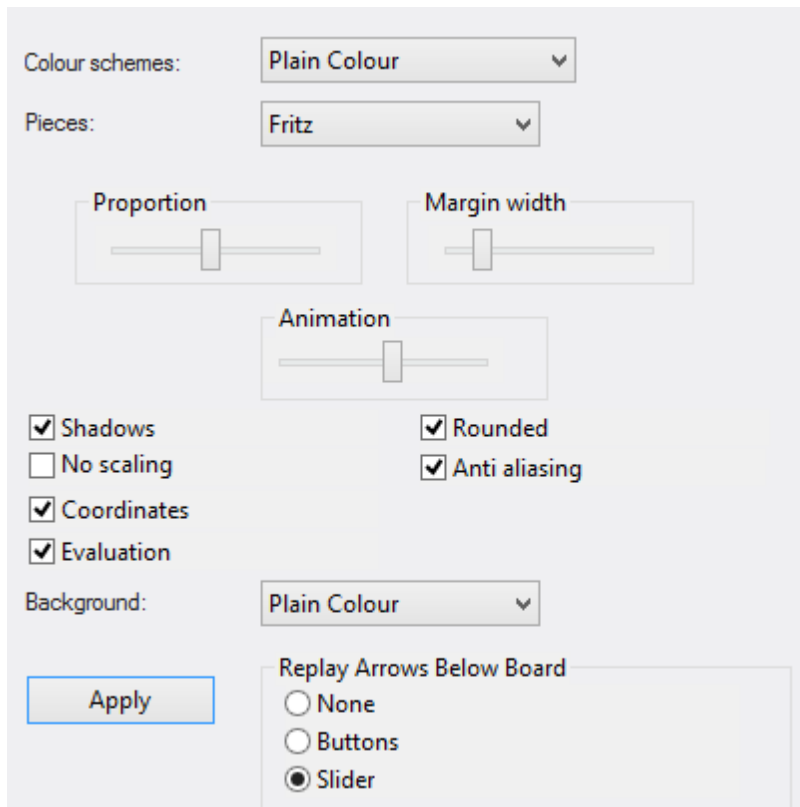 Colour schemes: Plain Colour
Pieces: Fritz
Proportion Margin width
Animation
Shadows Rounded
No scaling Anti aliasing
Coordinates
Evaluation
Background: Plain Colour
Replay Arrows Below Board
Apply None
Buttons
Slider